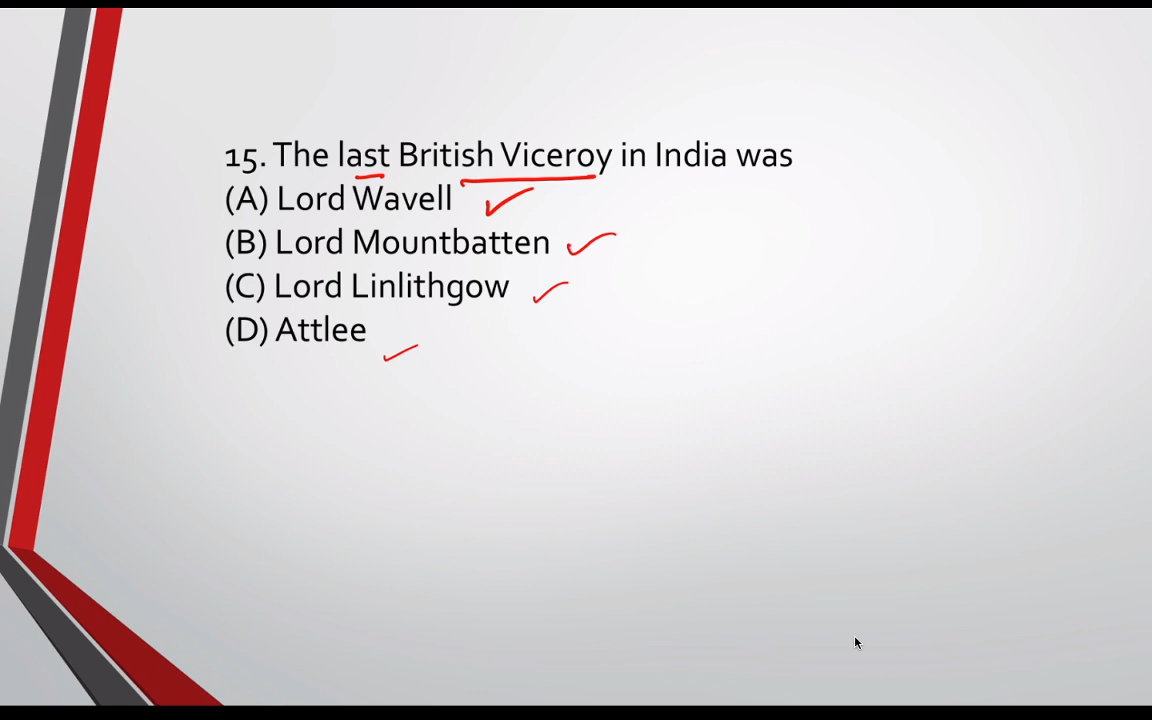 15. The last British Viceroy in India was
(A) Lord Wavell
(B) Lord Mountbatten
(C) Lord Linlithgow
(D) Attlee